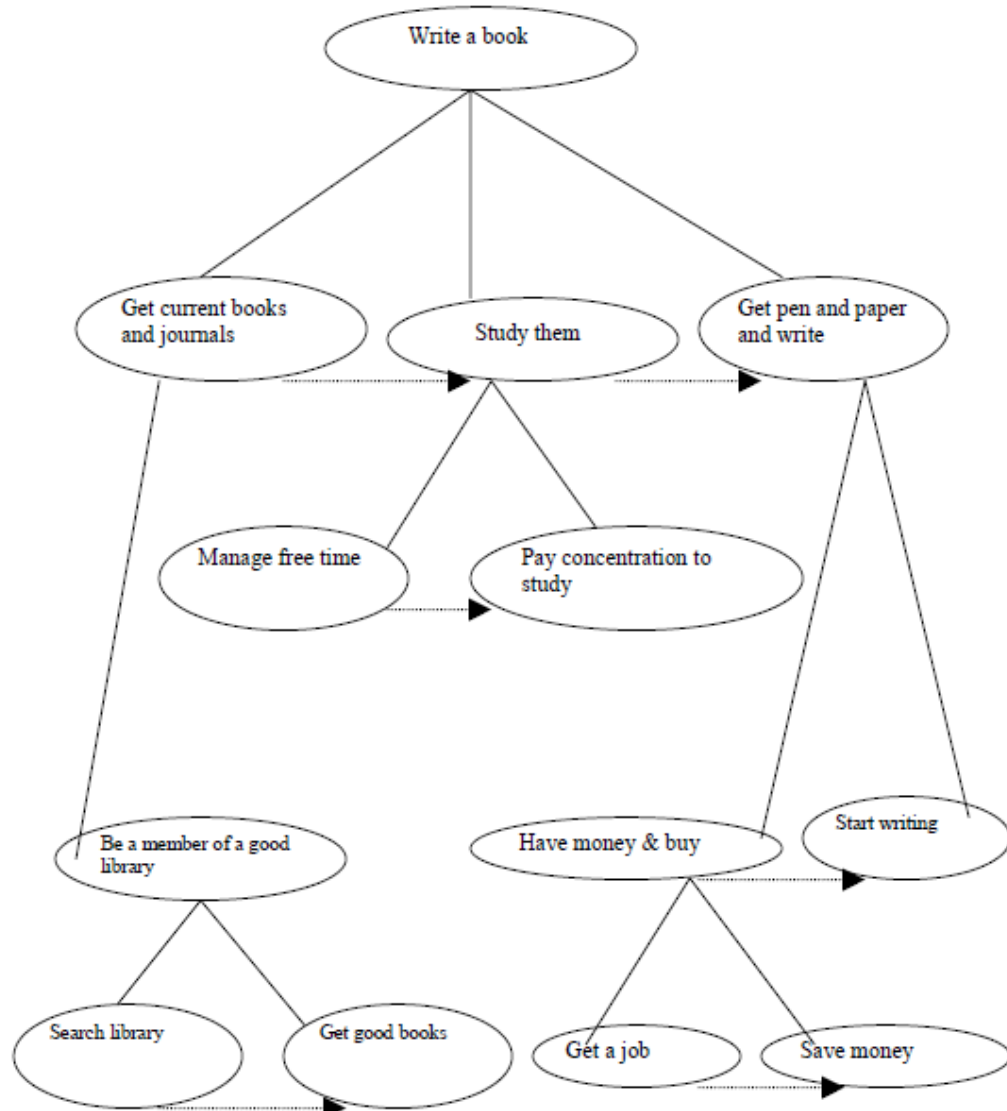 Write a book
Get current books
and journals
Study them
Get pen and paper
and write
Manage free time
Pay concentration to
study
Be a member of a good
library
Have money & buy
Start writing
Search library
Get good books
Get a job
Save money